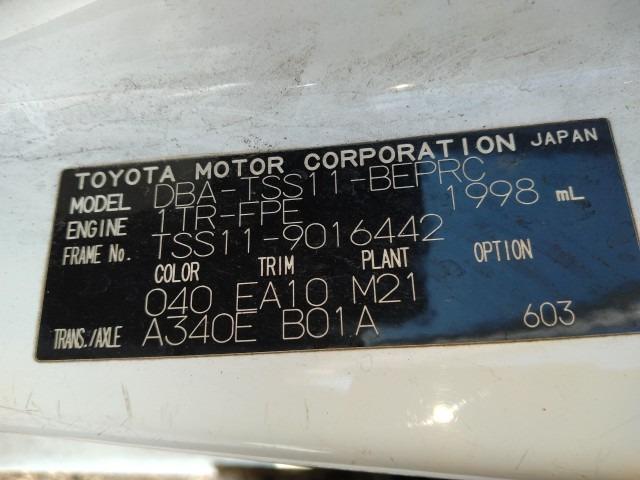 TOYOTA MOTOR CORPORATION JAPAN
MODEL DBA-TSS11-BEPRC
ENGINE 1TR-FPE 1998 mL
FRAME No. TSS11-9016442
COLOR TRIM PLANT OPTION
040 EA10 M21
TRANS./AXLE A340E B01A 603